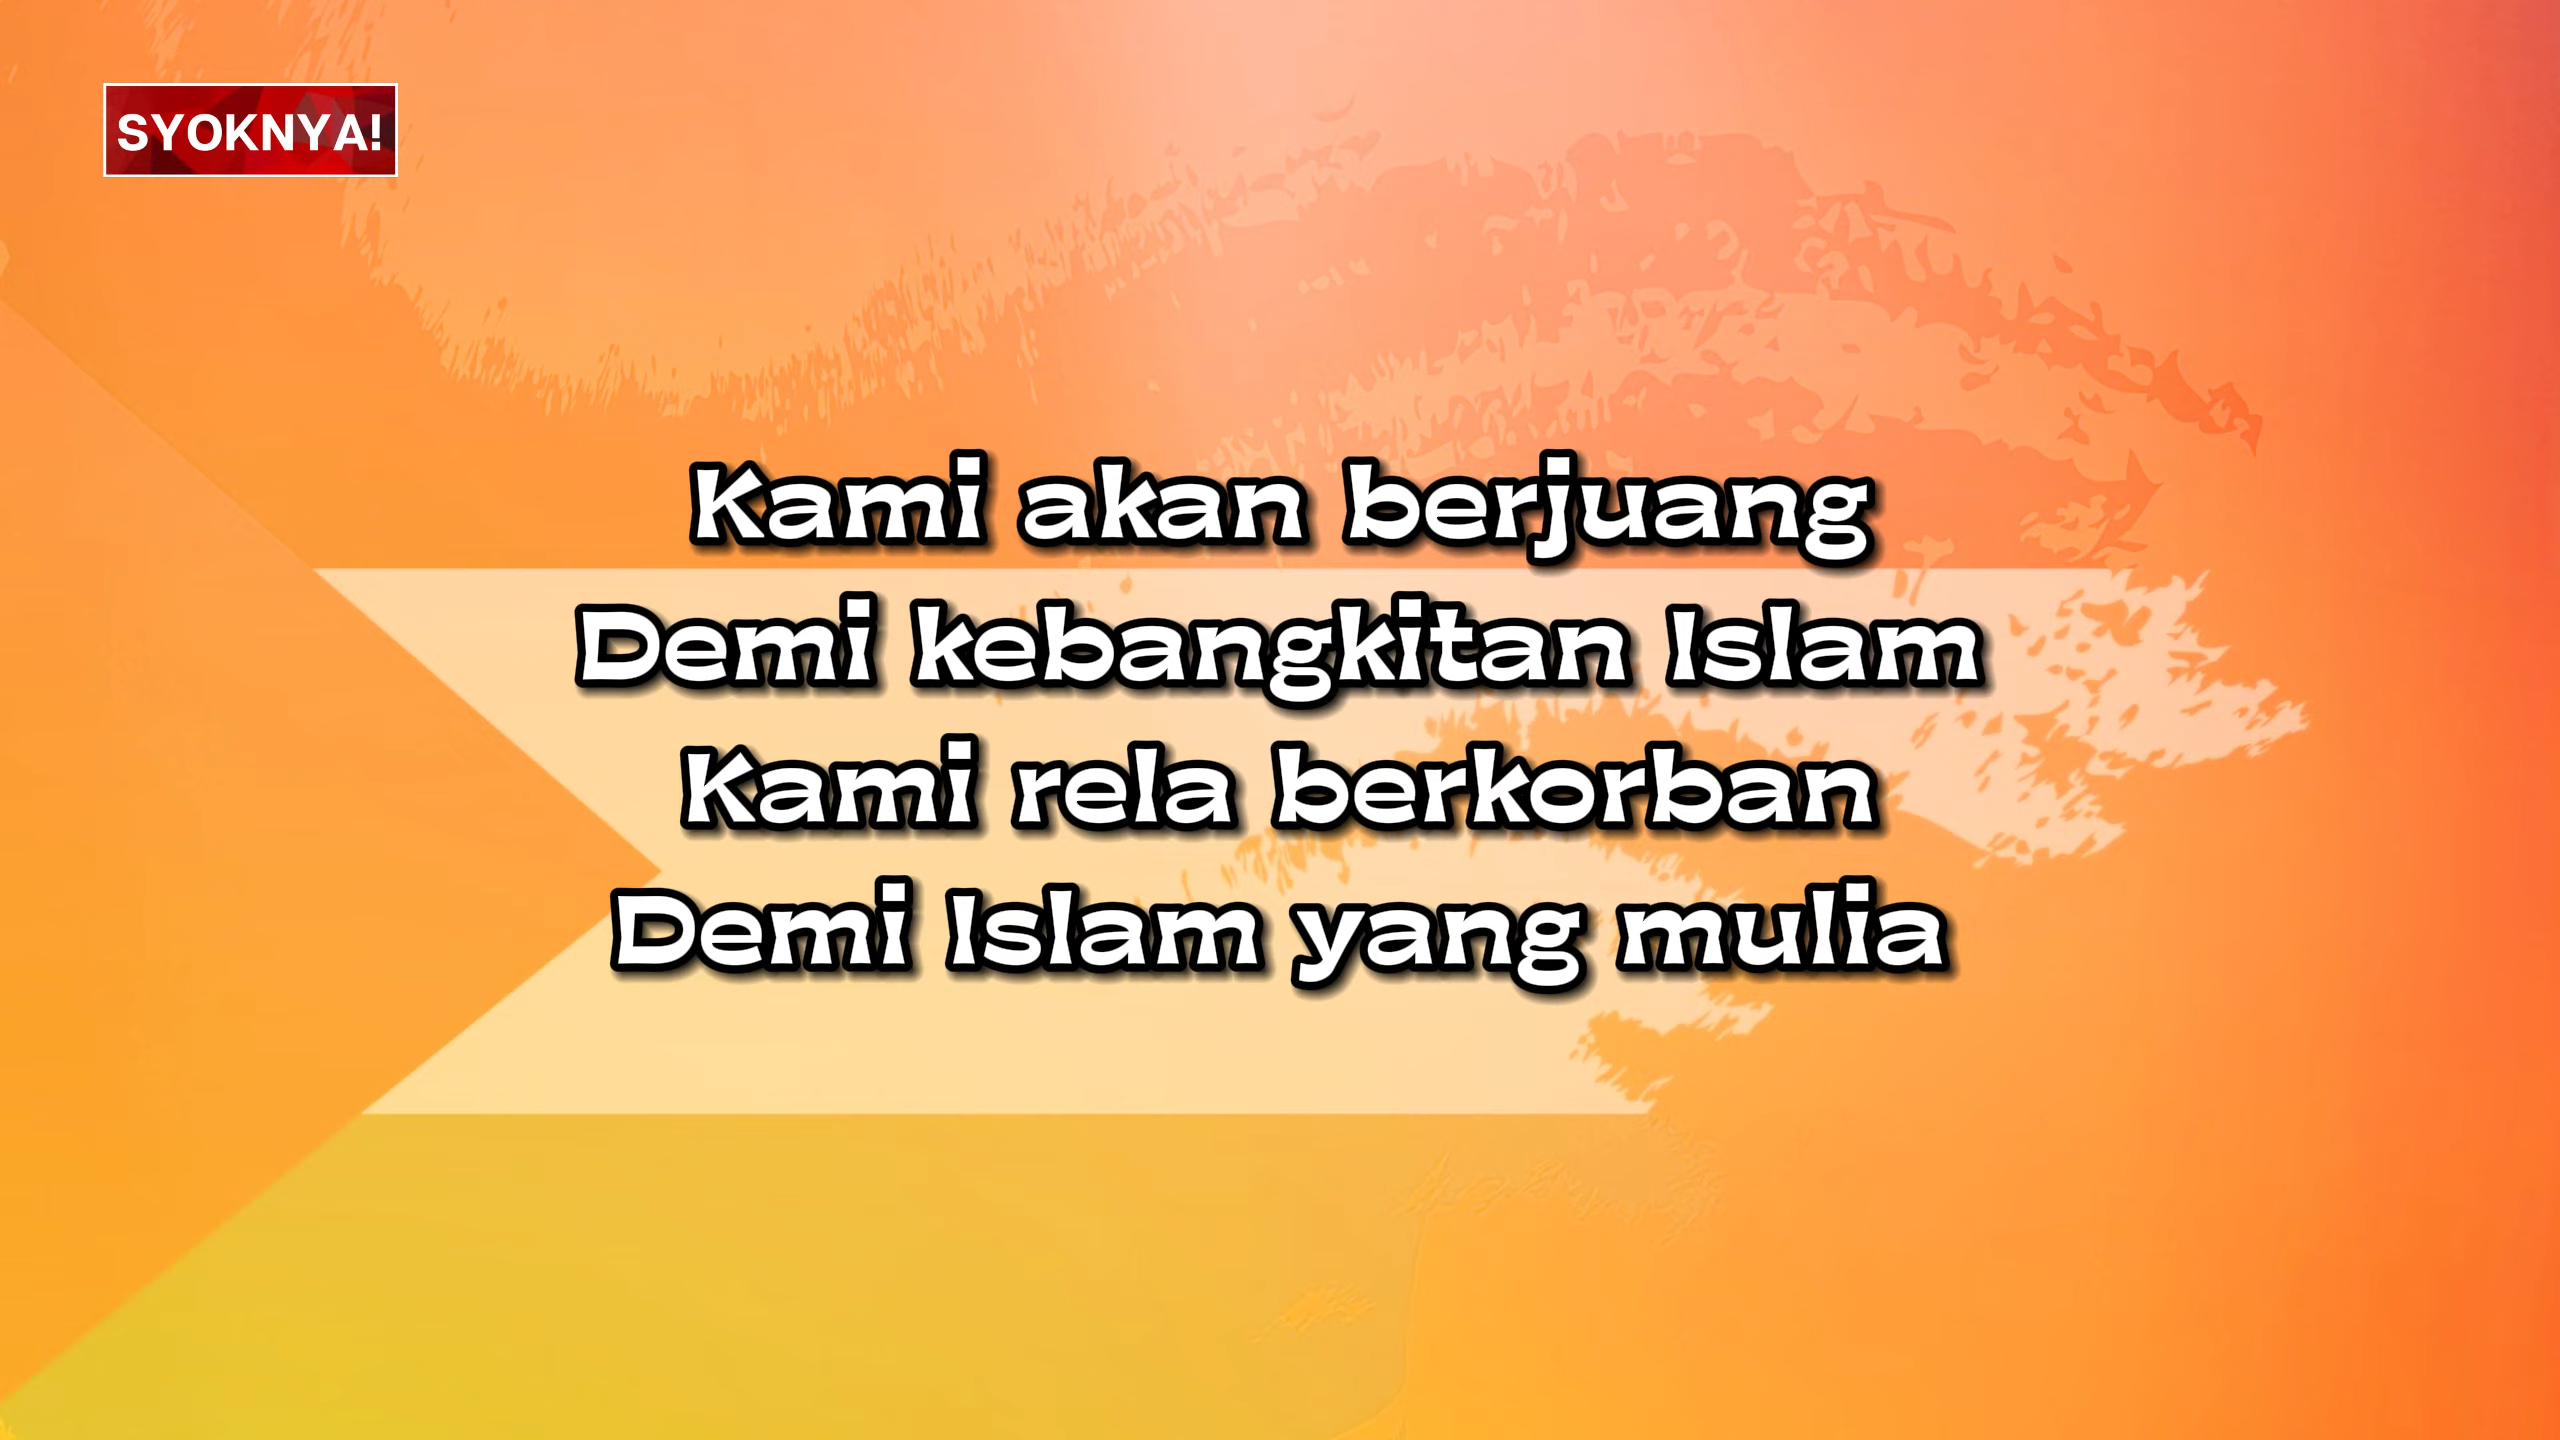 SYOKNYA!
Kami akan berjuang
Demi kebangkitan Islam
Kami rela berkorban
Demi Islam yang mulia